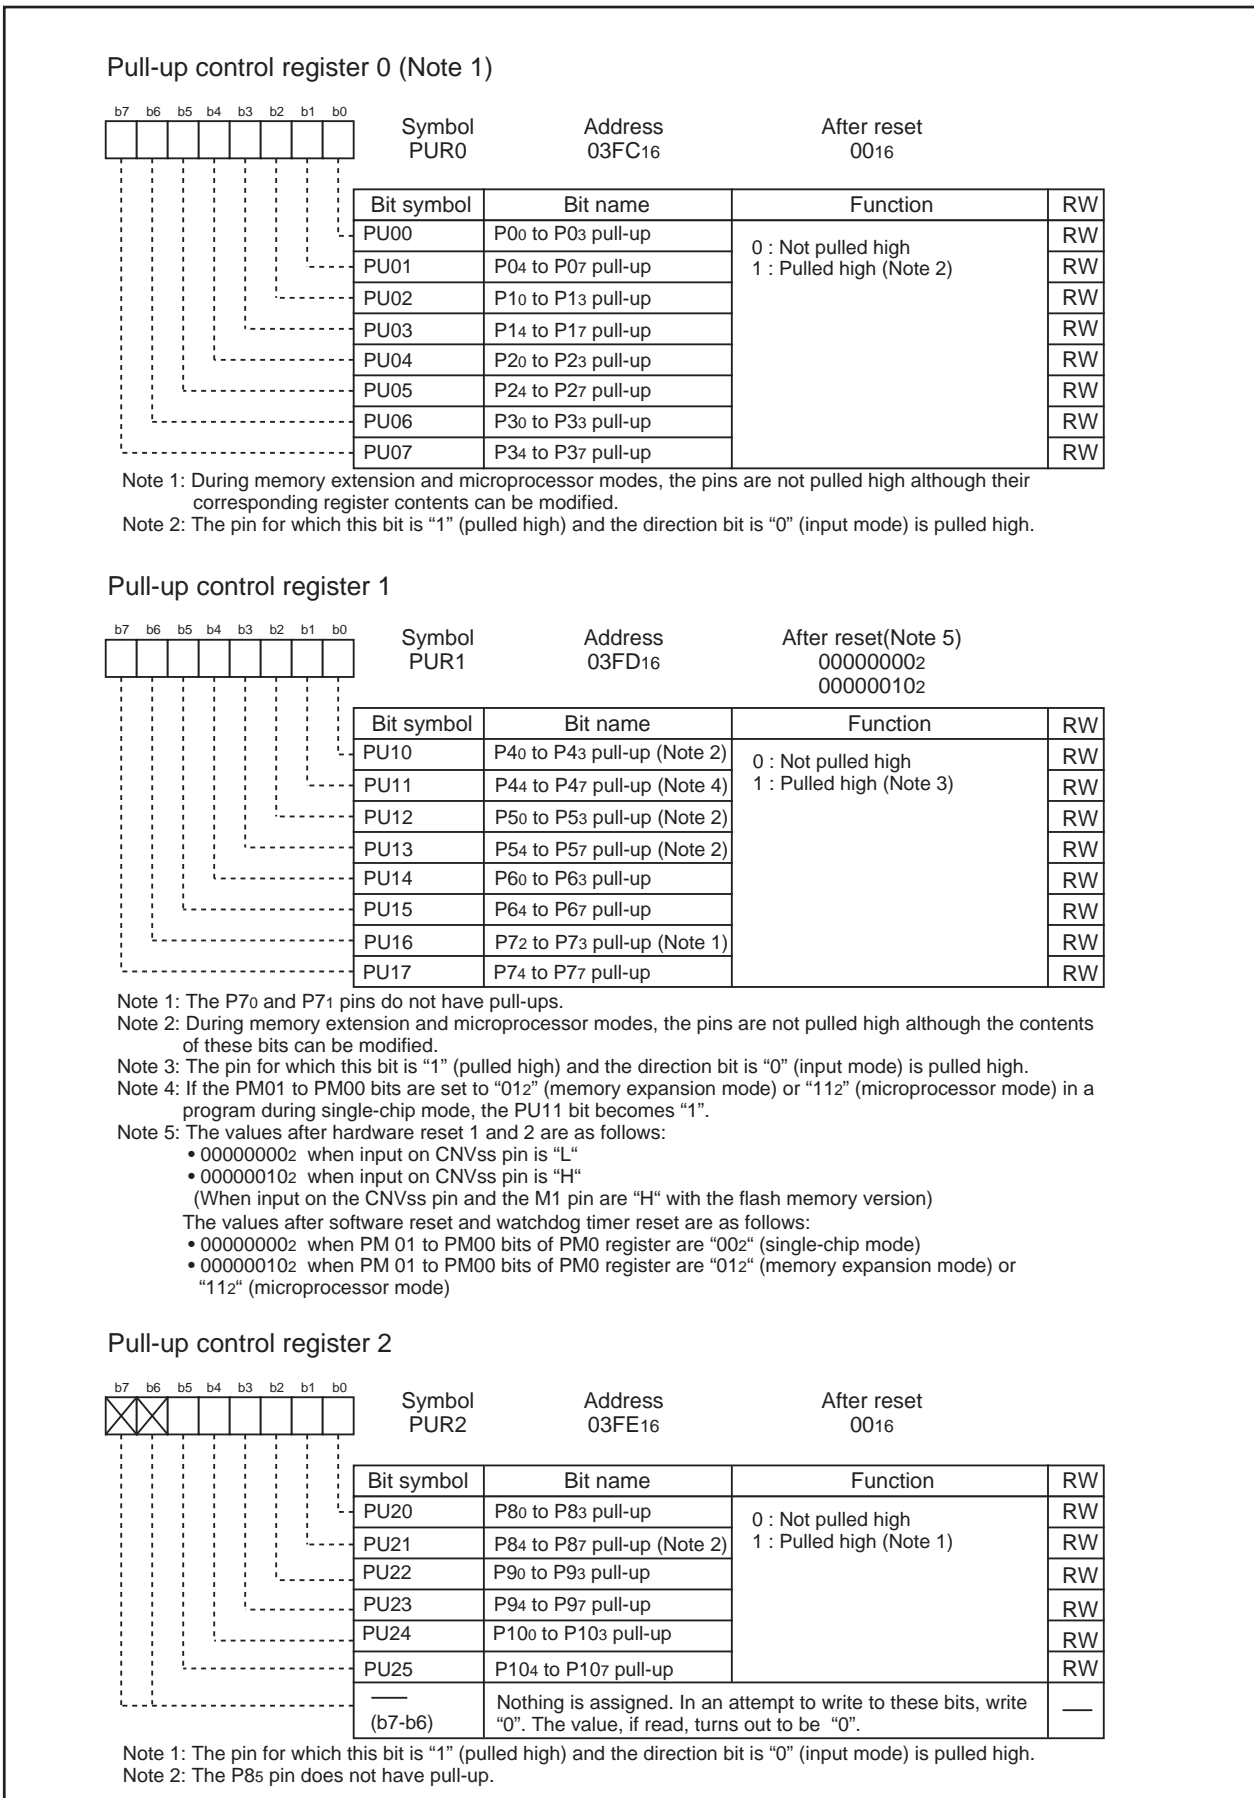 Pull-up control register 0 (Note 1)
b7 b6 b5 b4 b3 b2 b1 b0
Symbol Address After reset
PUR0 03FC16 0016
Bit symbol Bit name Function RW
PU00 P00 to P03 pull-up 0 : Not pulled high RW
PU01 P04 to P07 pull-up 1 : Pulled high (Note 2) RW
PU02 P10 to P13 pull-up RW
PU03 P14 to P17 pull-up RW
PU04 P20 to P23 pull-up RW
PU05 P24 to P27 pull-up RW
PU06 P30 to P33 pull-up RW
PU07 P34 to P37 pull-up RW
Note 1: During memory extension and microprocessor modes, the pins are not pulled high although their
corresponding register contents can be modified.
Note 2: The pin for which this bit is “1” (pulled high) and the direction bit is “0” (input mode) is pulled high.
Pull-up control register 1
b7 b6 b5 b4 b3 b2 b1 b0
Symbol Address After reset(Note 5)
PUR1 03FD16 000000002
000000102
Bit symbol Bit name Function RW
PU10 P40 to P43 pull-up (Note 2) 0 : Not pulled high RW
PU11 P44 to P47 pull-up (Note 4) 1 : Pulled high (Note 3) RW
PU12 P50 to P53 pull-up (Note 2) RW
PU13 P54 to P57 pull-up (Note 2) RW
PU14 P60 to P63 pull-up RW
PU15 P64 to P67 pull-up RW
PU16 P72 to P73 pull-up (Note 1) RW
PU17 P74 to P77 pull-up RW
Note 1: The P70 and P71 pins do not have pull-ups.
Note 2: During memory extension and microprocessor modes, the pins are not pulled high although the contents
of these bits can be modified.
Note 3: The pin for which this bit is “1” (pulled high) and the direction bit is “0” (input mode) is pulled high.
Note 4: If the PM01 to PM00 bits are set to “012” (memory expansion mode) or “112” (microprocessor mode) in a
program during single-chip mode, the PU11 bit becomes “1”.
Note 5: The values after hardware reset 1 and 2 are as follows:
• 000000002 when input on CNVss pin is “L“
• 000000102 when input on CNVss pin is “H“
(When input on the CNVss pin and the M1 pin are “H“ with the flash memory version)
The values after software reset and watchdog timer reset are as follows:
• 000000002 when PM 01 to PM00 bits of PM0 register are “002“ (single-chip mode)
• 000000102 when PM 01 to PM00 bits of PM0 register are “012“ (memory expansion mode) or
“112“ (microprocessor mode)
Pull-up control register 2
b7 b6 b5 b4 b3 b2 b1 b0
Symbol Address After reset
PUR2 03FE16 0016
Bit symbol Bit name Function RW
PU20 P80 to P83 pull-up 0 : Not pulled high RW
PU21 P84 to P87 pull-up (Note 2) 1 : Pulled high (Note 1) RW
PU22 P90 to P93 pull-up RW
PU23 P94 to P97 pull-up RW
PU24 P100 to P103 pull-up RW
PU25 P104 to P107 pull-up RW
— Nothing is assigned. In an attempt to write to these bits, write —
(b7-b6) “0”. The value, if read, turns out to be “0”.
Note 1: The pin for which this bit is “1” (pulled high) and the direction bit is “0” (input mode) is pulled high.
Note 2: The P85 pin does not have pull-up.